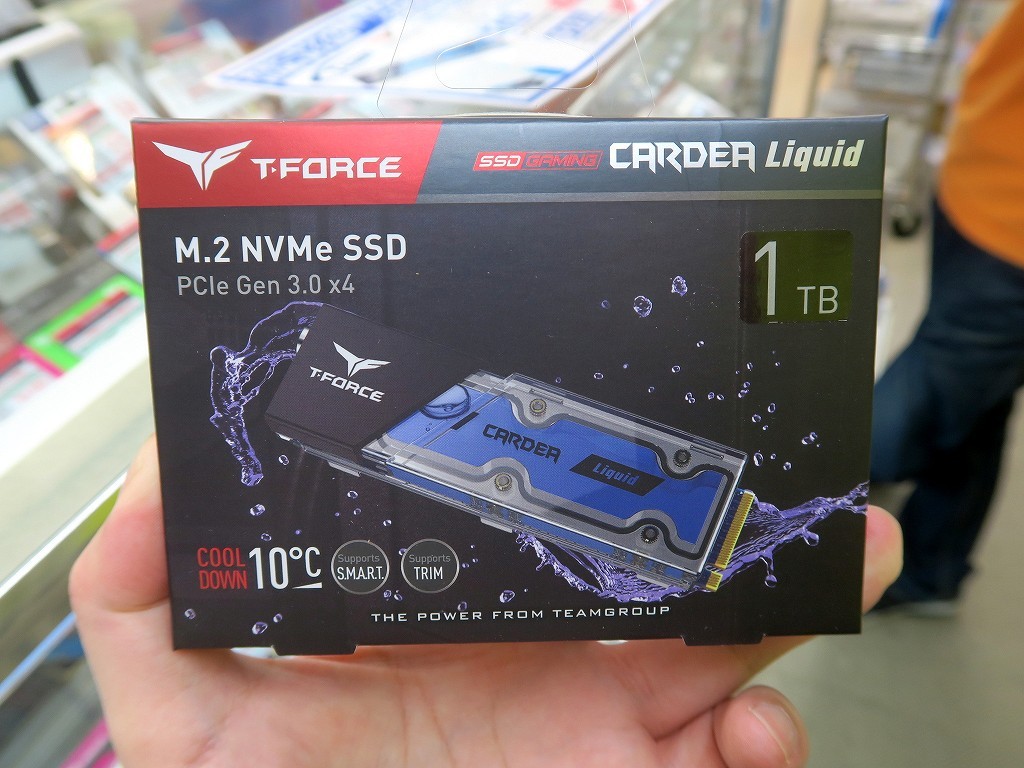 T-FORCE
SSD GAMING CARDEA Liquid
M.2 NVMe SSD
PCIe Gen 3.0 x4
1 TB
T-FORCE
CARDEA
Liquid
COOL DOWN 10°C
Supports S.M.A.R.T.
Supports TRIM
THE POWER FROM TEAMGROUP